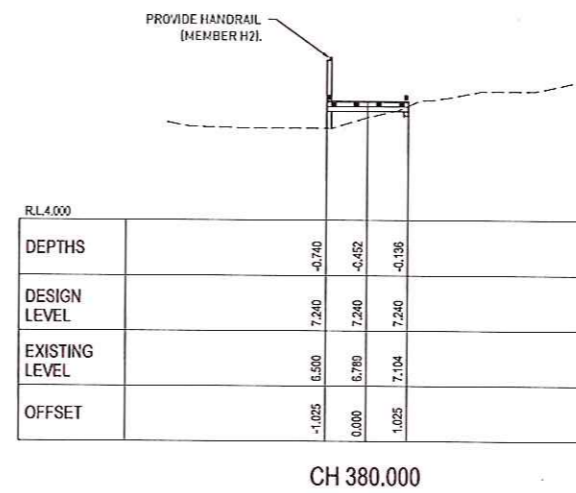 PROVIDE HANDRAIL
(MEMBER H2).
R.L.4.000
DEPTHS -0.740 -0.452 -0.136
DESIGN
LEVEL 7.240 7.240 7.240
EXISTING
LEVEL 6.500 6.789 7.104
OFFSET -1.025 0.000 1.025
CH 380.000